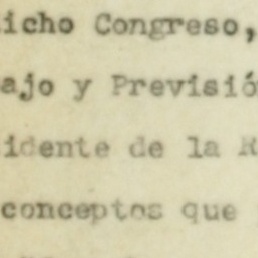 icho Congreso,
ajo y Previsió
idente de la R
conceptos que